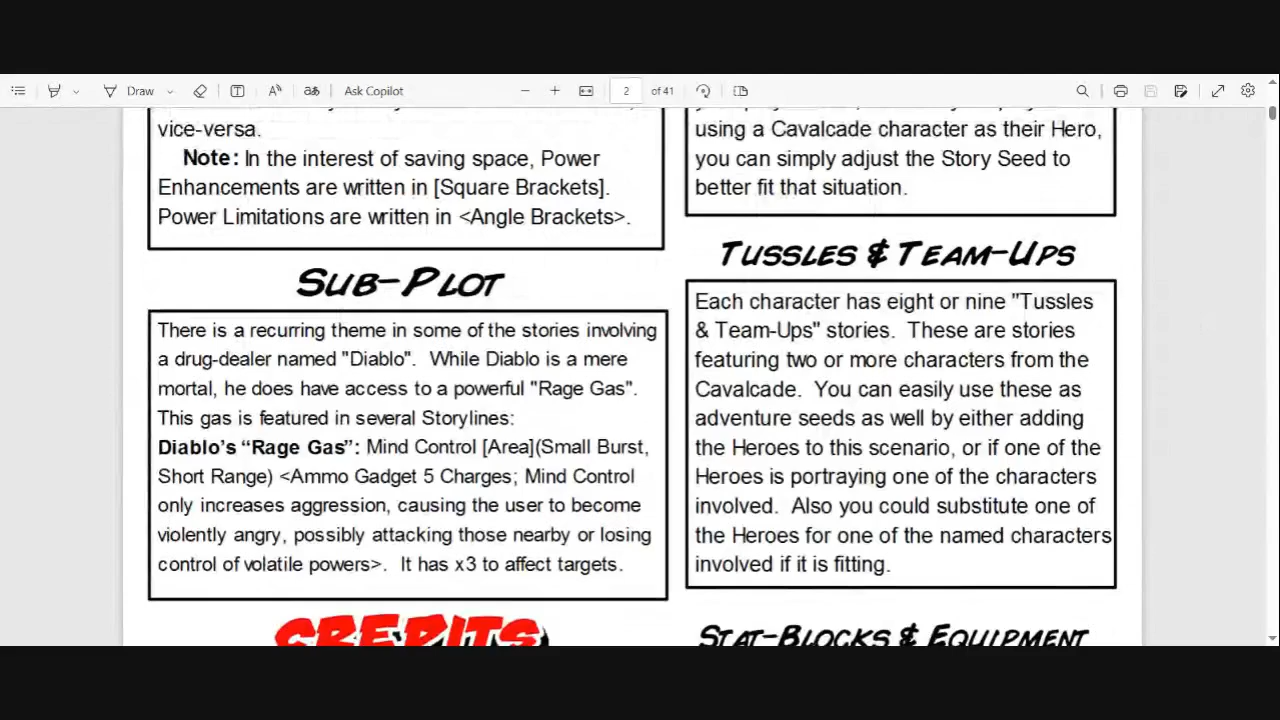 Draw
Ask Copilot
2 of 41
vice-versa.
Note: In the interest of saving space, Power
Enhancements are written in [Square Brackets].
Power Limitations are written in <Angle Brackets>.
SUB-PLOT
There is a recurring theme in some of the stories involving
a drug-dealer named "Diablo".  While Diablo is a mere
mortal, he does have access to a powerful "Rage Gas".
This gas is featured in several Storylines:
Diablo's “Rage Gas”: Mind Control [Area](Small Burst,
Short Range) <Ammo Gadget 5 Charges; Mind Control
only increases aggression, causing the user to become
violently angry, possibly attacking those nearby or losing
control of volatile powers>.  It has x3 to affect targets.
CREDITS
using a Cavalcade character as their Hero,
you can simply adjust the Story Seed to
better fit that situation.
TUSSLES & TEAM-UPS
Each character has eight or nine "Tussles
& Team-Ups" stories.  These are stories
featuring two or more characters from the
Cavalcade.  You can easily use these as
adventure seeds as well by either adding
the Heroes to this scenario, or if one of the
Heroes is portraying one of the characters
involved.  Also you could substitute one of
the Heroes for one of the named characters
involved if it is fitting.
STAT-BLOCKS & EQUIPMENT